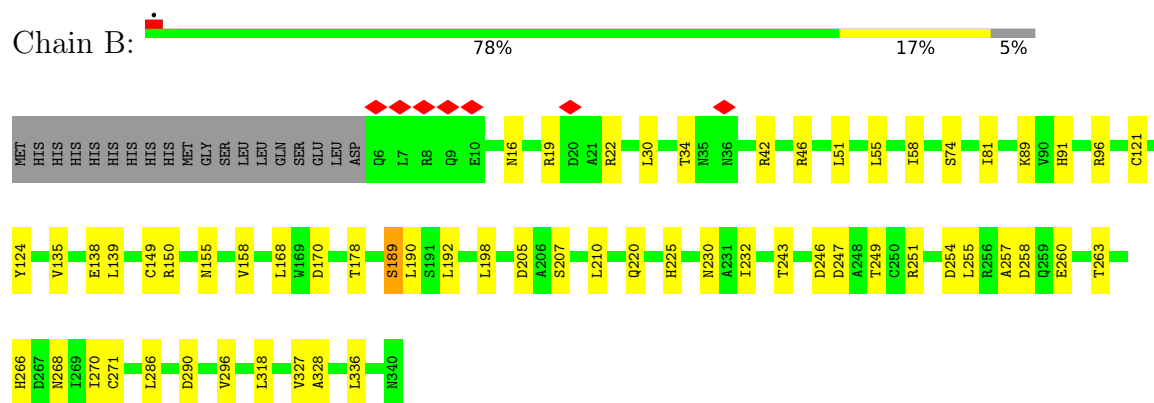 Chain B:
78% 17% 5%
MET HIS HIS HIS HIS HIS HIS HIS HIS MET GLY SER LEU LEU GLN SER GLU LEU ASP Q6 L7 R8 Q9 E10 N16 R19 D20 A21 R22 L30 T34 N35 N36 R42 R46 L51 L55 I58 S74 I81 K89 V90 H91 R96 C121
Y124 V135 E138 L139 C149 R150 N155 V158 L168 W169 D170 T178 S189 L190 S191 L192 L198 D205 A206 S207 L210 Q220 H225 N230 A231 I232 T243 D246 D247 A248 T249 C250 R251 D254 L255 R256 A257 D258 Q259 E260 T263
H266 D267 N268 I269 I270 C271 L286 D290 V296 L318 V327 A328 L336 N340